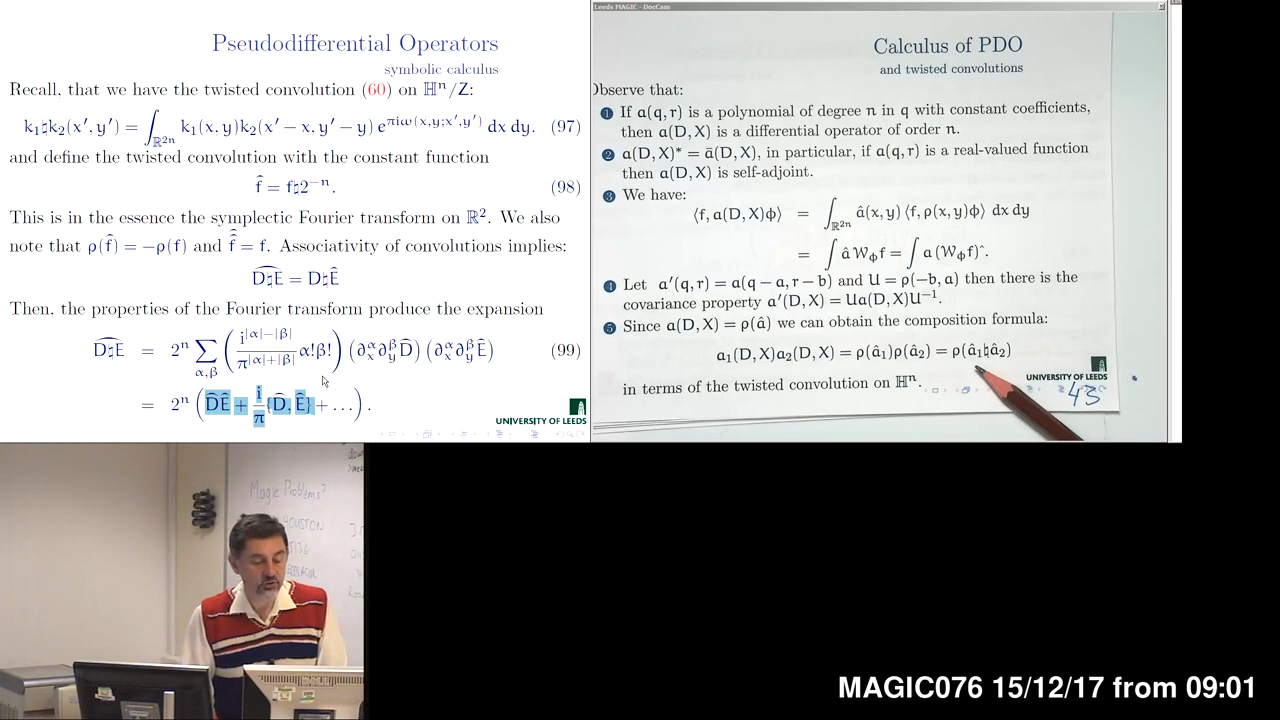 Pseudodifferential Operators
symbolic calculus
Recall, that we have the twisted convolution (60) on ℍⁿ/Z:
k₁♮k₂(x′, y′) = ∫_{ℝ²ⁿ} k₁(x, y)k₂(x′ − x, y′ − y) e^{πiω(x,y;x′,y′)} dx dy. (97)
and define the twisted convolution with the constant function
f̂ = f♮2⁻ⁿ. (98)
This is in the essence the symplectic Fourier transform on ℝ². We also
note that ρ(f̂) = −ρ(f) and f̂̂ = f. Associativity of convolutions implies:
\widehat{D♮E} = D♮Ê
Then, the properties of the Fourier transform produce the expansion
\widehat{D♮E} = 2ⁿ ∑_{α,β} ( i^{|α|−|β|} / π^{|α|+|β|} α!β! ) (∂ₓ^α ∂ᵧ^β D̂) (∂ₓ^α ∂ᵧ^β Ê) (99)
= 2ⁿ ( D̂Ê + i/π {D̂, Ê} + … ).
UNIVERSITY OF LEEDS
Leeds MAGIC - DocCam
Calculus of PDO
and twisted convolutions
Observe that:
1 If a(q, r) is a polynomial of degree n in q with constant coefficients,
then a(D, X) is a differential operator of order n.
2 a(D, X)* = ā(D, X), in particular, if a(q, r) is a real-valued function
then a(D, X) is self-adjoint.
3 We have:
⟨f, a(D, X)ϕ⟩ = ∫_{ℝ²ⁿ} â(x, y) ⟨f, ρ(x, y)ϕ⟩ dx dy
= ∫ â 𝒲_ϕ f = ∫ a (𝒲_ϕ f)^.
4 Let a′(q, r) = a(q − a, r − b) and U = ρ(−b, a) then there is the
covariance property a′(D, X) = Ua(D, X)U⁻¹.
5 Since a(D, X) = ρ(â) we can obtain the composition formula:
a₁(D, X)a₂(D, X) = ρ(â₁)ρ(â₂) = ρ(â₁♮â₂)
in terms of the twisted convolution on ℍⁿ.
UNIVERSITY OF LEEDS
43
Magic Problems?
HOUSTON
MAGIC076 15/12/17 from 09:01